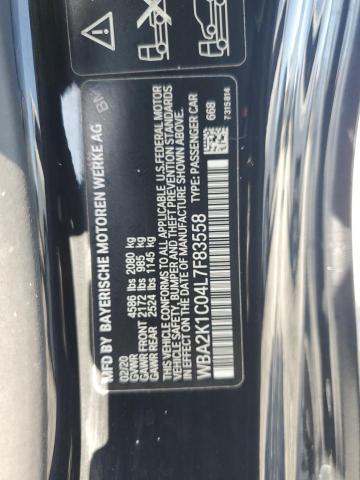 MFD BY BAYERISCHE MOTOREN WERKE AG
02/20
GVWR 4586 lbs 2080 kg
GAWR FRONT 2172 lbs 985 kg
GAWR REAR 2524 lbs 1145 kg
THIS VEHICLE CONFORMS TO ALL APPLICABLE U.S. FEDERAL MOTOR
VEHICLE SAFETY, BUMPER, AND THEFT PREVENTION STANDARDS
IN EFFECT ON THE DATE OF MANUFACTURE SHOWN ABOVE.
TYPE: PASSENGER CAR
WBA2K1C04L7F83558
668
7315814